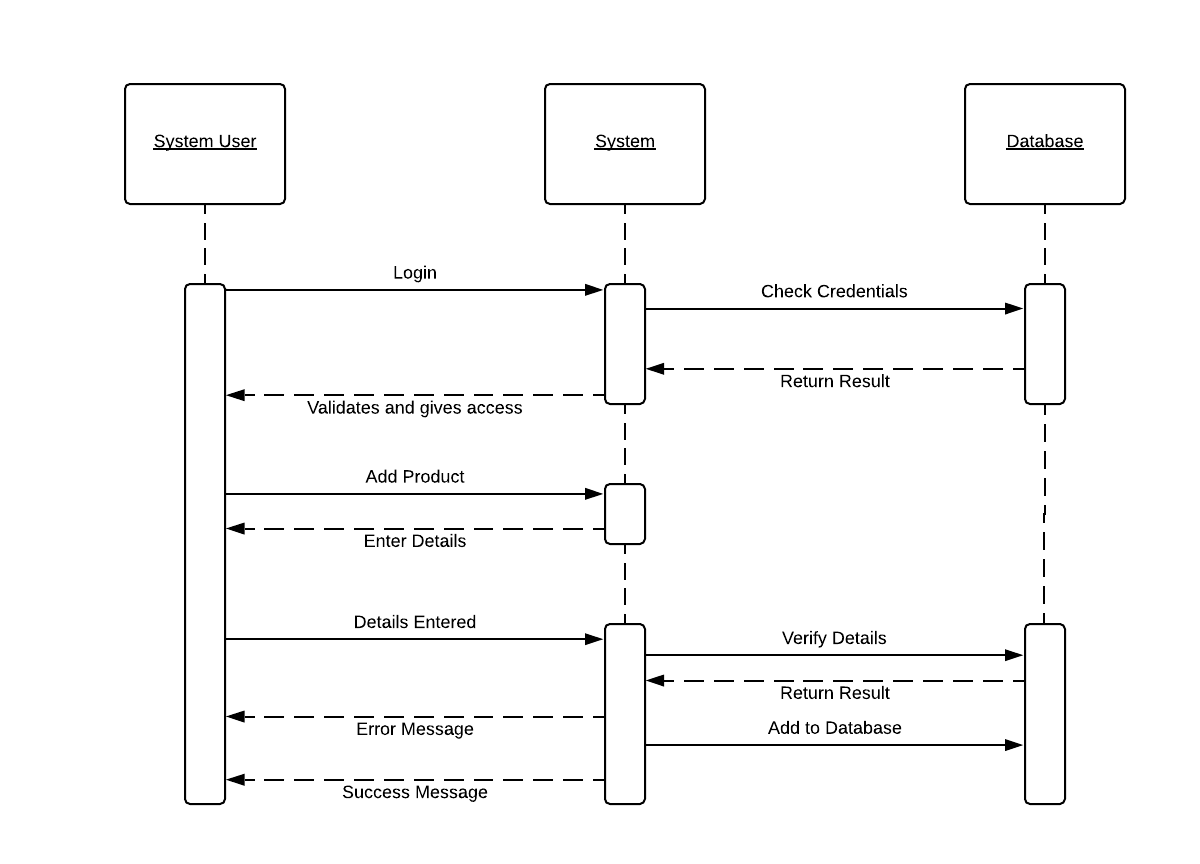 System User
System
Database
Login
Check Credentials
Return Result
Validates and gives access
Add Product
Enter Details
Details Entered
Verify Details
Return Result
Error Message
Add to Database
Success Message